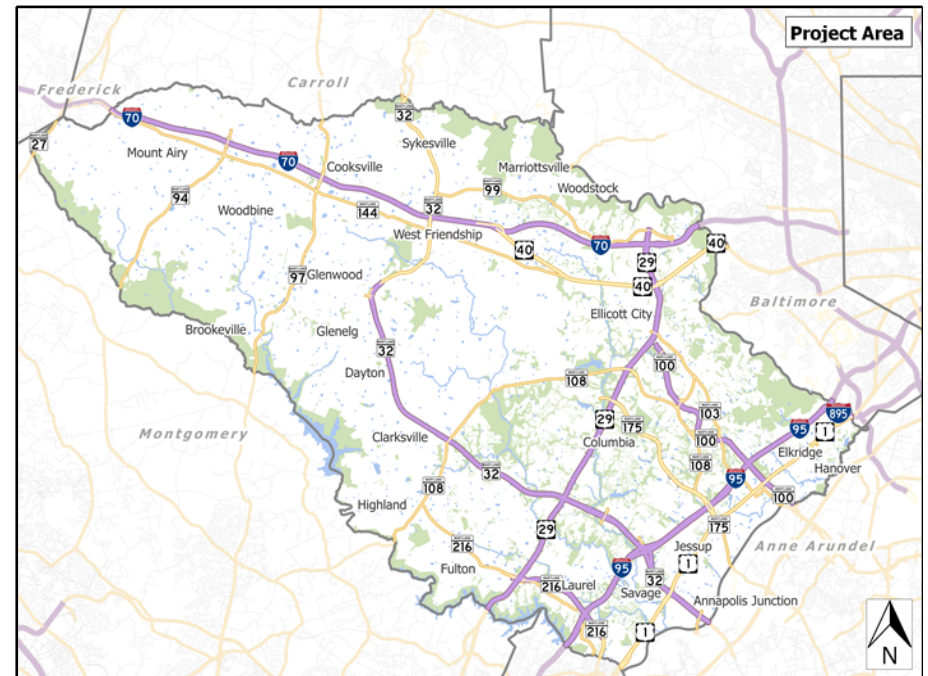 Project Area
Frederick
Carroll
70
32
27
Mount Airy
70
Cooksville
Sykesville
Marriottsville
99
Woodstock
94
Woodbine
144
32
West Friendship
40
70
29
40
40
97
Glenwood
Baltimore
Ellicott City
Brookeville
Glenelg
32
Dayton
108
100
29
175
103
895
95
1
Columbia
100
Elkridge
Hanover
Montgomery
Clarksville
32
108
95
108
100
Highland
175
29
216
Fulton
Jessup
Anne Arundel
95
1
216
Laurel
32
Savage
Annapolis Junction
216
1
N